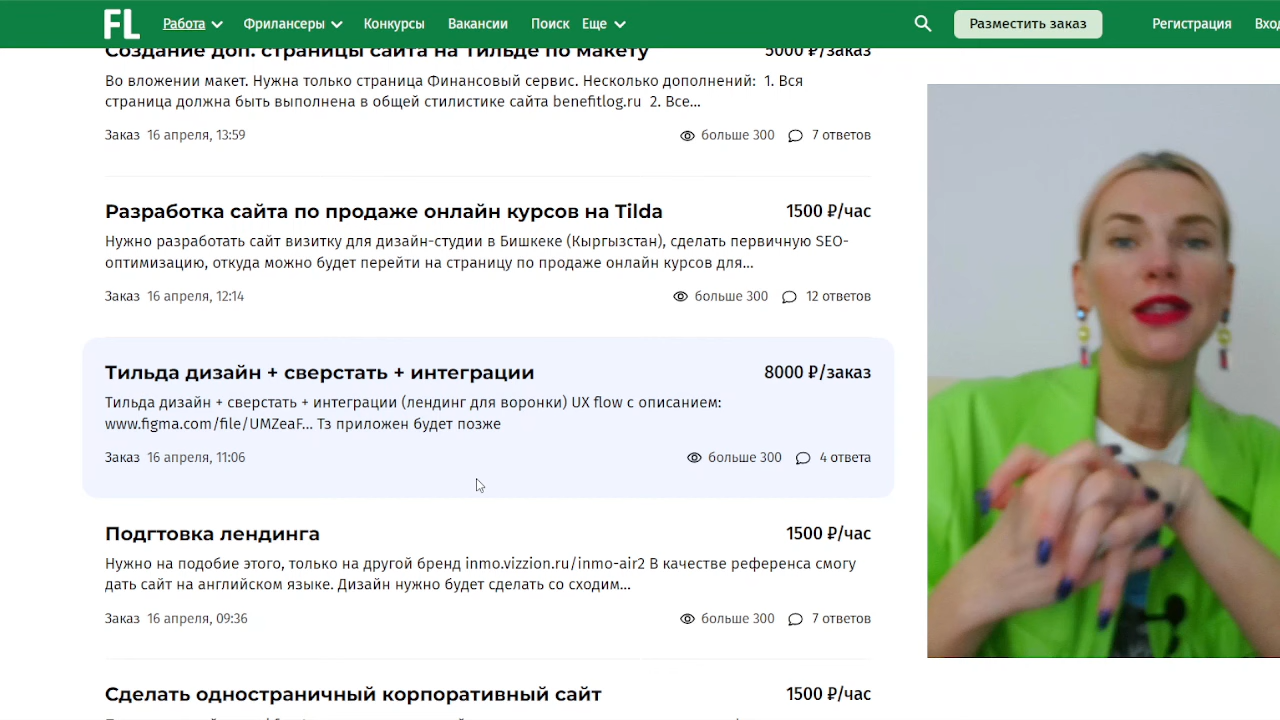 FL Работа Фрилансеры Конкурсы Вакансии Поиск Еще Разместить заказ Регистрация Вход
Создание доп. страницы сайта на Тильде по макету 5000 ₽/заказ
Во вложении макет. Нужна только страница Финансовый сервис. Несколько дополнений: 1. Вся
страница должна быть выполнена в общей стилистике сайта benefitlog.ru 2. Все...
Заказ 16 апреля, 13:59 больше 300 7 ответов
Разработка сайта по продаже онлайн курсов на Tilda 1500 ₽/час
Нужно разработать сайт визитку для дизайн-студии в Бишкеке (Кыргызстан), сделать первичную SEO-
оптимизацию, откуда можно будет перейти на страницу по продаже онлайн курсов для...
Заказ 16 апреля, 12:14 больше 300 12 ответов
Тильда дизайн + сверстать + интеграции 8000 ₽/заказ
Тильда дизайн + сверстать + интеграции (лендинг для воронки) UX flow с описанием:
www.figma.com/file/UMZeaF... Тз приложен будет позже
Заказ 16 апреля, 11:06 больше 300 4 ответа
Подгтовка лендинга 1500 ₽/час
Нужно на подобие этого, только на другой бренд inmo.vizzion.ru/inmo-air2 В качестве референса смогу
дать сайт на английском языке. Дизайн нужно будет сделать со сходим...
Заказ 16 апреля, 09:36 больше 300 7 ответов
Сделать одностраничный корпоративный сайт 1500 ₽/час